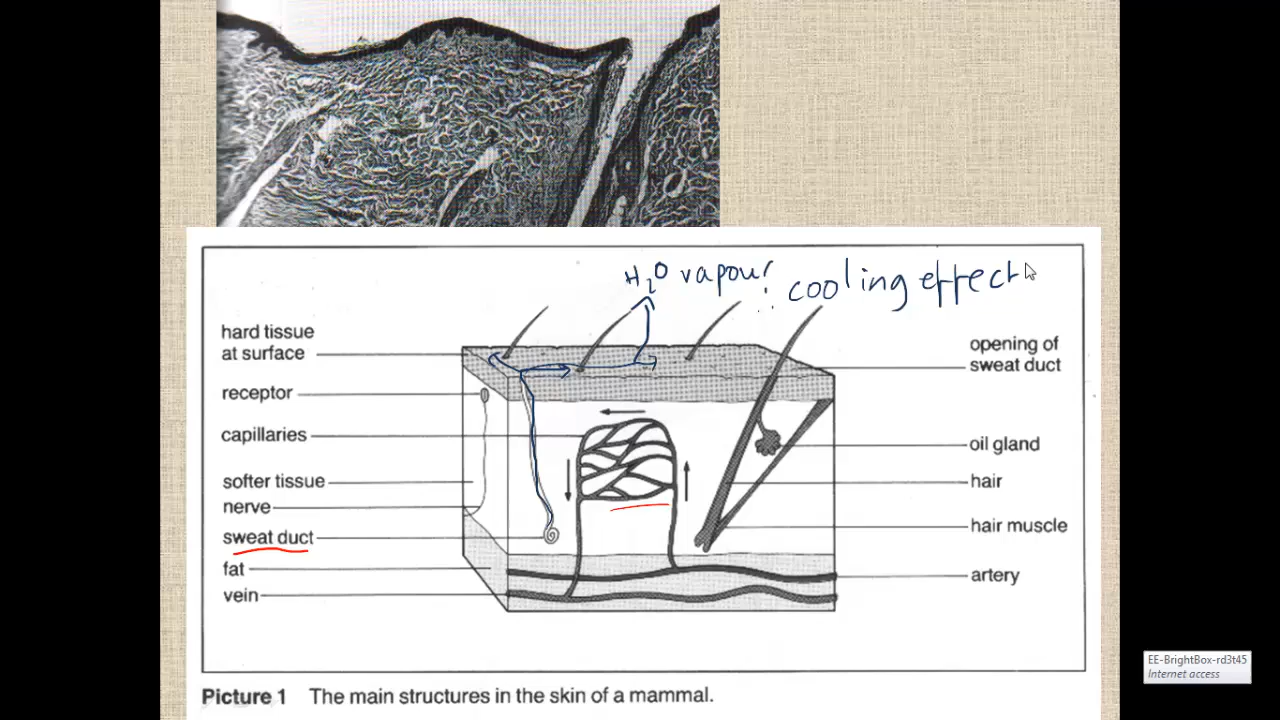 H2O vapour
: cooling effect
hard tissue
at surface
receptor
capillaries
softer tissue
nerve
sweat duct
fat
vein
opening of
sweat duct
oil gland
hair
hair muscle
artery
Picture 1 The main structures in the skin of a mammal.
EE-BrightBox-rd3t45
Internet access